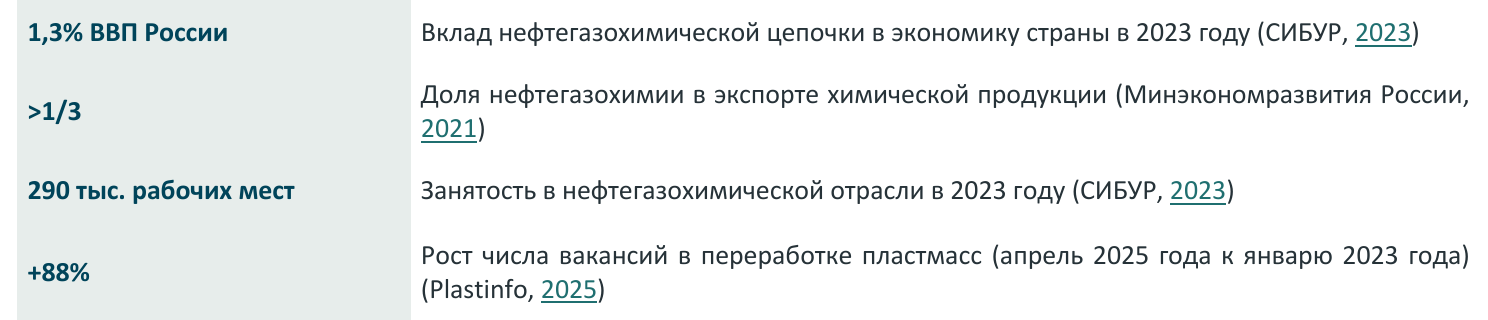 1,3% ВВП России
Вклад нефтегазохимической цепочки в экономику страны в 2023 году (СИБУР, 2023)
>1/3
Доля нефтегазохимии в экспорте химической продукции (Минэкономразвития России,
2021)
290 тыс. рабочих мест
Занятость в нефтегазохимической отрасли в 2023 году (СИБУР, 2023)
+88%
Рост числа вакансий в переработке пластмасс (апрель 2025 года к январю 2023 года)
(Plastinfo, 2025)